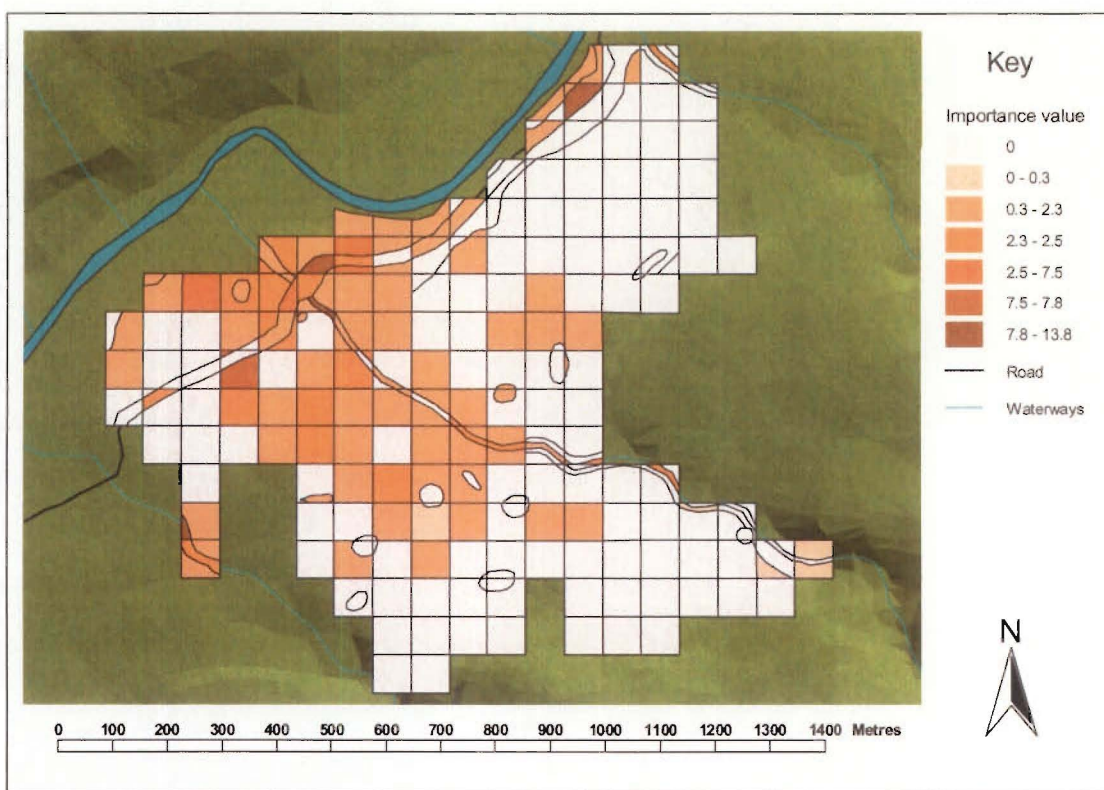 Key
Importance value
0
0 - 0.3
0.3 - 2.3
2.3 - 2.5
2.5 - 7.5
7.5 - 7.8
7.8 - 13.8
Road
Waterways
N
0 100 200 300 400 500 600 700 800 900 1000 1100 1200 1300 1400 Metres